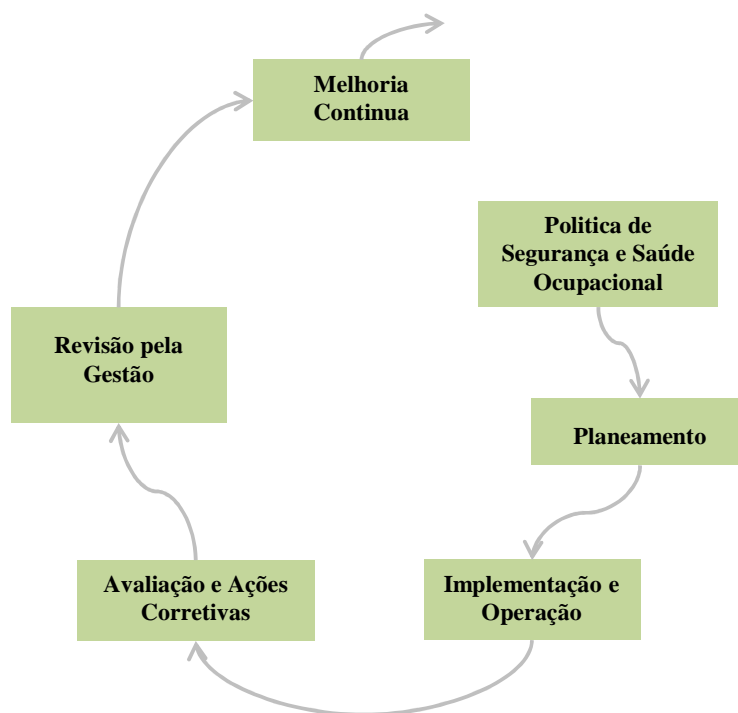 Melhoria
Continua
Politica de
Segurança e Saúde
Ocupacional
Revisão pela
Gestão
Planeamento
Avaliação e Ações
Corretivas
Implementação e
Operação